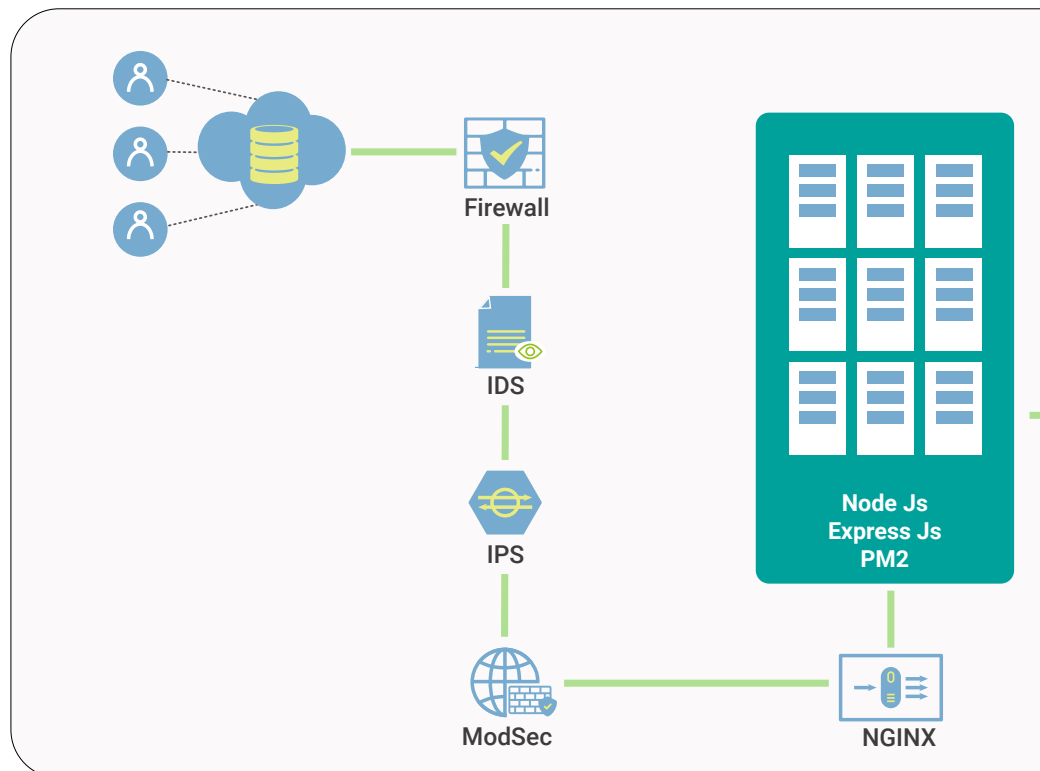 Firewall
IDS
IPS
ModSec
NGINX
Node Js
Express Js
PM2